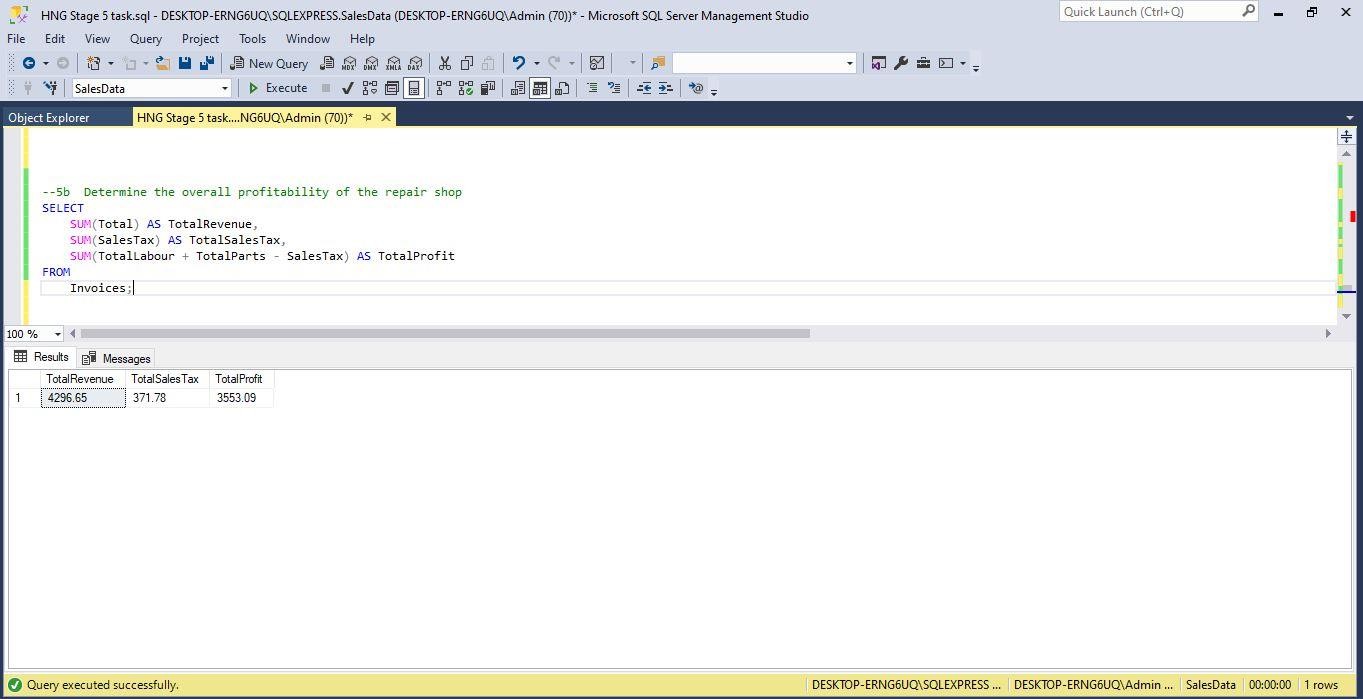 HNG Stage 5 task.sql - DESKTOP-ERNG6UQ\SQLEXPRESS.SalesData (DESKTOP-ERNG6UQ\Admin (70))* - Microsoft SQL Server Management Studio
Quick Launch (Ctrl+Q)
File Edit View Query Project Tools Window Help
New Query MDX DMX XMLA DAX
SalesData Execute
Object Explorer HNG Stage 5 task....NG6UQ\Admin (70))*
--5b  Determine the overall profitability of the repair shop
SELECT
    SUM(Total) AS TotalRevenue,
    SUM(SalesTax) AS TotalSalesTax,
    SUM(TotalLabour + TotalParts - SalesTax) AS TotalProfit
FROM
    Invoices;
100 %
Results Messages
TotalRevenue TotalSalesTax TotalProfit
1 4296.65 371.78 3553.09
Query executed successfully. DESKTOP-ERNG6UQ\SQLEXPRESS ... DESKTOP-ERNG6UQ\Admin ... SalesData 00:00:00 1 rows